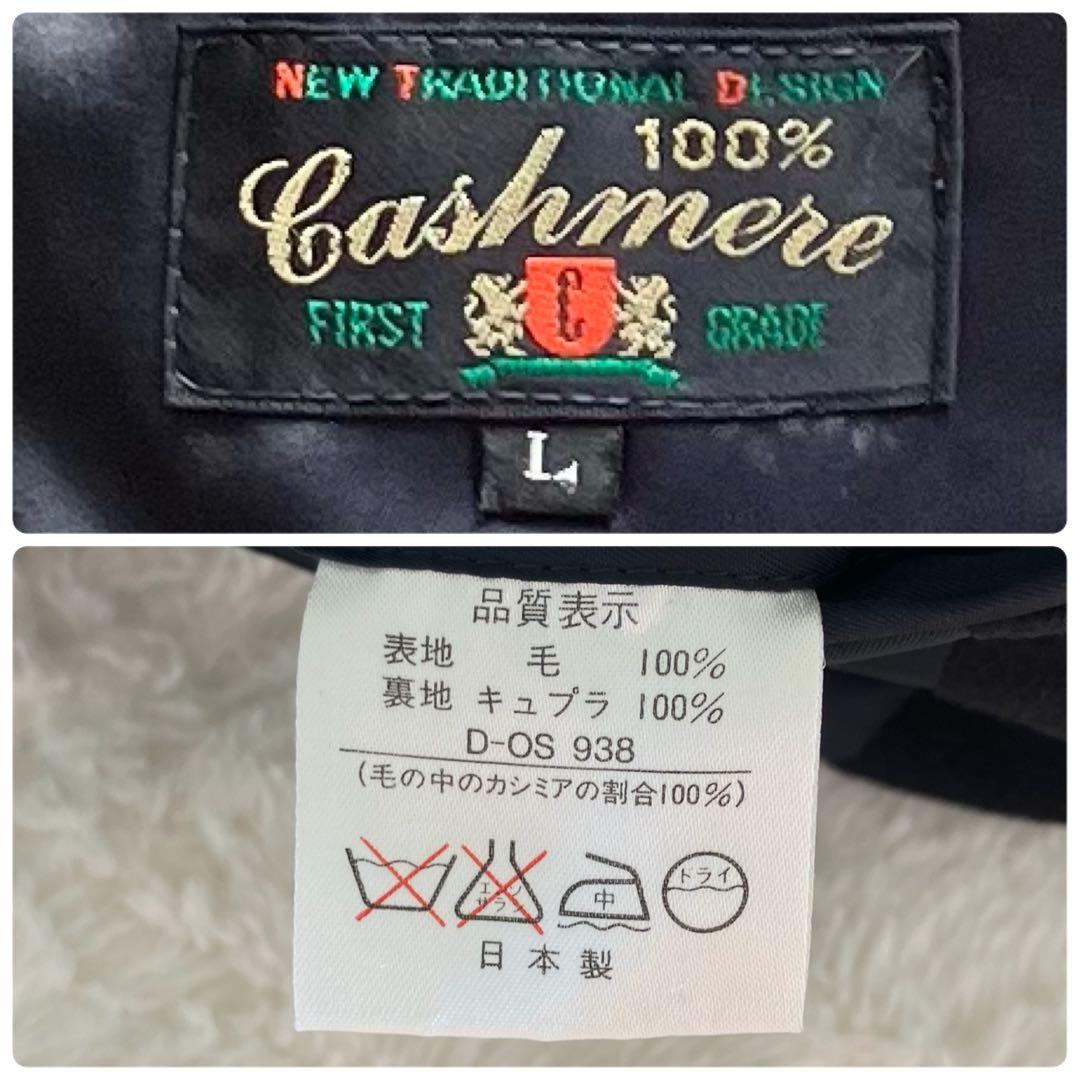 NEW TRADITIONAL DESIGN
100%
Cashmere
FIRST C GRADE
L
品質表示
表地 毛 100%
裏地 キュプラ 100%
D-OS 938
(毛の中のカシミアの割合100%)
中 ドライ
日本製